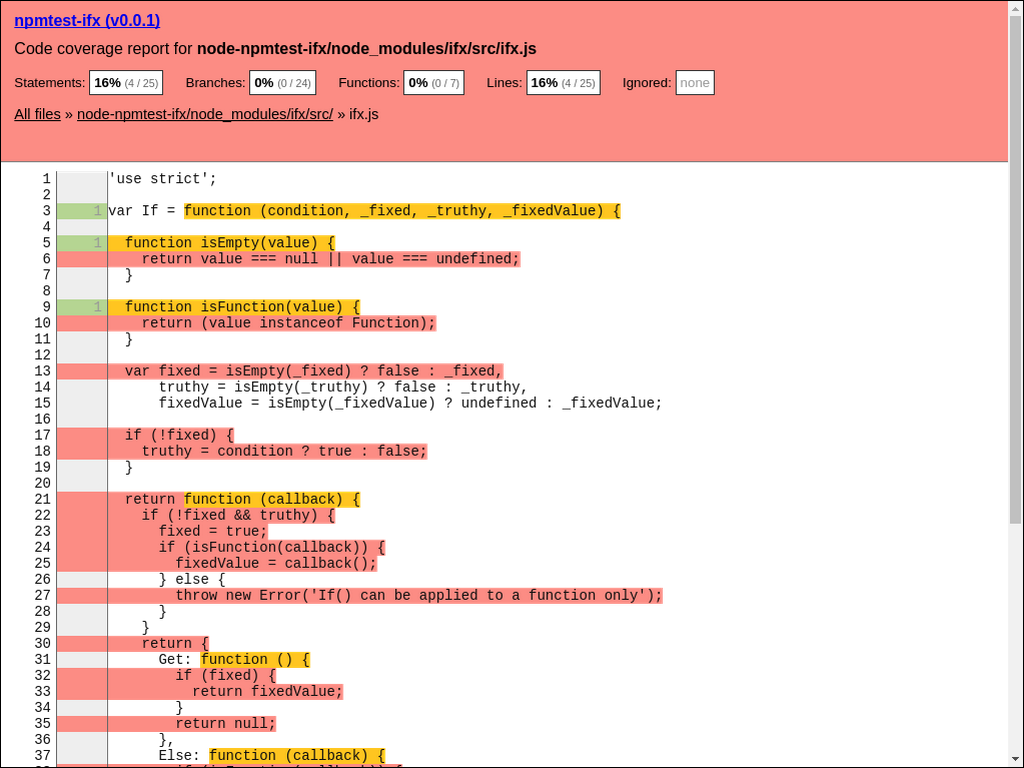 npmtest-ifx (v0.0.1)
Code coverage report for node-npmtest-ifx/node_modules/ifx/src/ifx.js
Statements: 16% (4 / 25) Branches: 0% (0 / 24) Functions: 0% (0 / 7) Lines: 16% (4 / 25) Ignored: none
All files » node-npmtest-ifx/node_modules/ifx/src/ » ifx.js
1 'use strict';
2
3 1 var If = function (condition, _fixed, _truthy, _fixedValue) {
4
5 1 function isEmpty(value) {
6 return value === null || value === undefined;
7 }
8
9 1 function isFunction(value) {
10 return (value instanceof Function);
11 }
12
13 var fixed = isEmpty(_fixed) ? false : _fixed,
14 truthy = isEmpty(_truthy) ? false : _truthy,
15 fixedValue = isEmpty(_fixedValue) ? undefined : _fixedValue;
16
17 if (!fixed) {
18 truthy = condition ? true : false;
19 }
20
21 return function (callback) {
22 if (!fixed && truthy) {
23 fixed = true;
24 if (isFunction(callback)) {
25 fixedValue = callback();
26 } else {
27 throw new Error('If() can be applied to a function only');
28 }
29 }
30 return {
31 Get: function () {
32 if (fixed) {
33 return fixedValue;
34 }
35 return null;
36 },
37 Else: function (callback) {